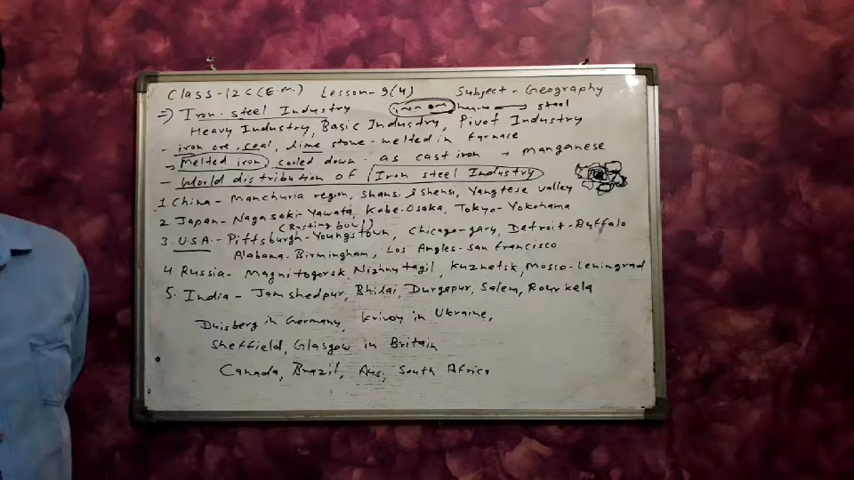 Class-12 C (E.M.) Lesson-9(4) Subject - Geography
=> Iron-steel Industry iron ore → steel
Heavy Industry, Basic Industry, Pivot Industry
- iron ore, coal, lime stone - melted in furnace
- Melted iron, cooled down as cast iron → manganese
- World distribution of Iron steel Industry
1 China - Manchuria region, Shansi & Shensi, Yangtese valley
2 Japan - Nagasaki-Yawata, Kobe-Osaka, Tokyo-Yokohama
(Rusting bowl)
3. U.S.A. - Pittsburgh-Youngstown, Chicago-gary, Detroit-Buffalo
Alabama-Birmingham, Los Angles-San Francisco
4 Russia - Magnitogorsk, Nizhny tagil, Kuznetsk, Mosco-Leningrad
5. India - Jamshedpur, Bhilai, Durgapur, Salem, Rourkela
Duisberg in Germany, Krivoy in Ukraine,
Sheffield, Glasgow in Britain
Canada, Brazil, Aus, South Africa